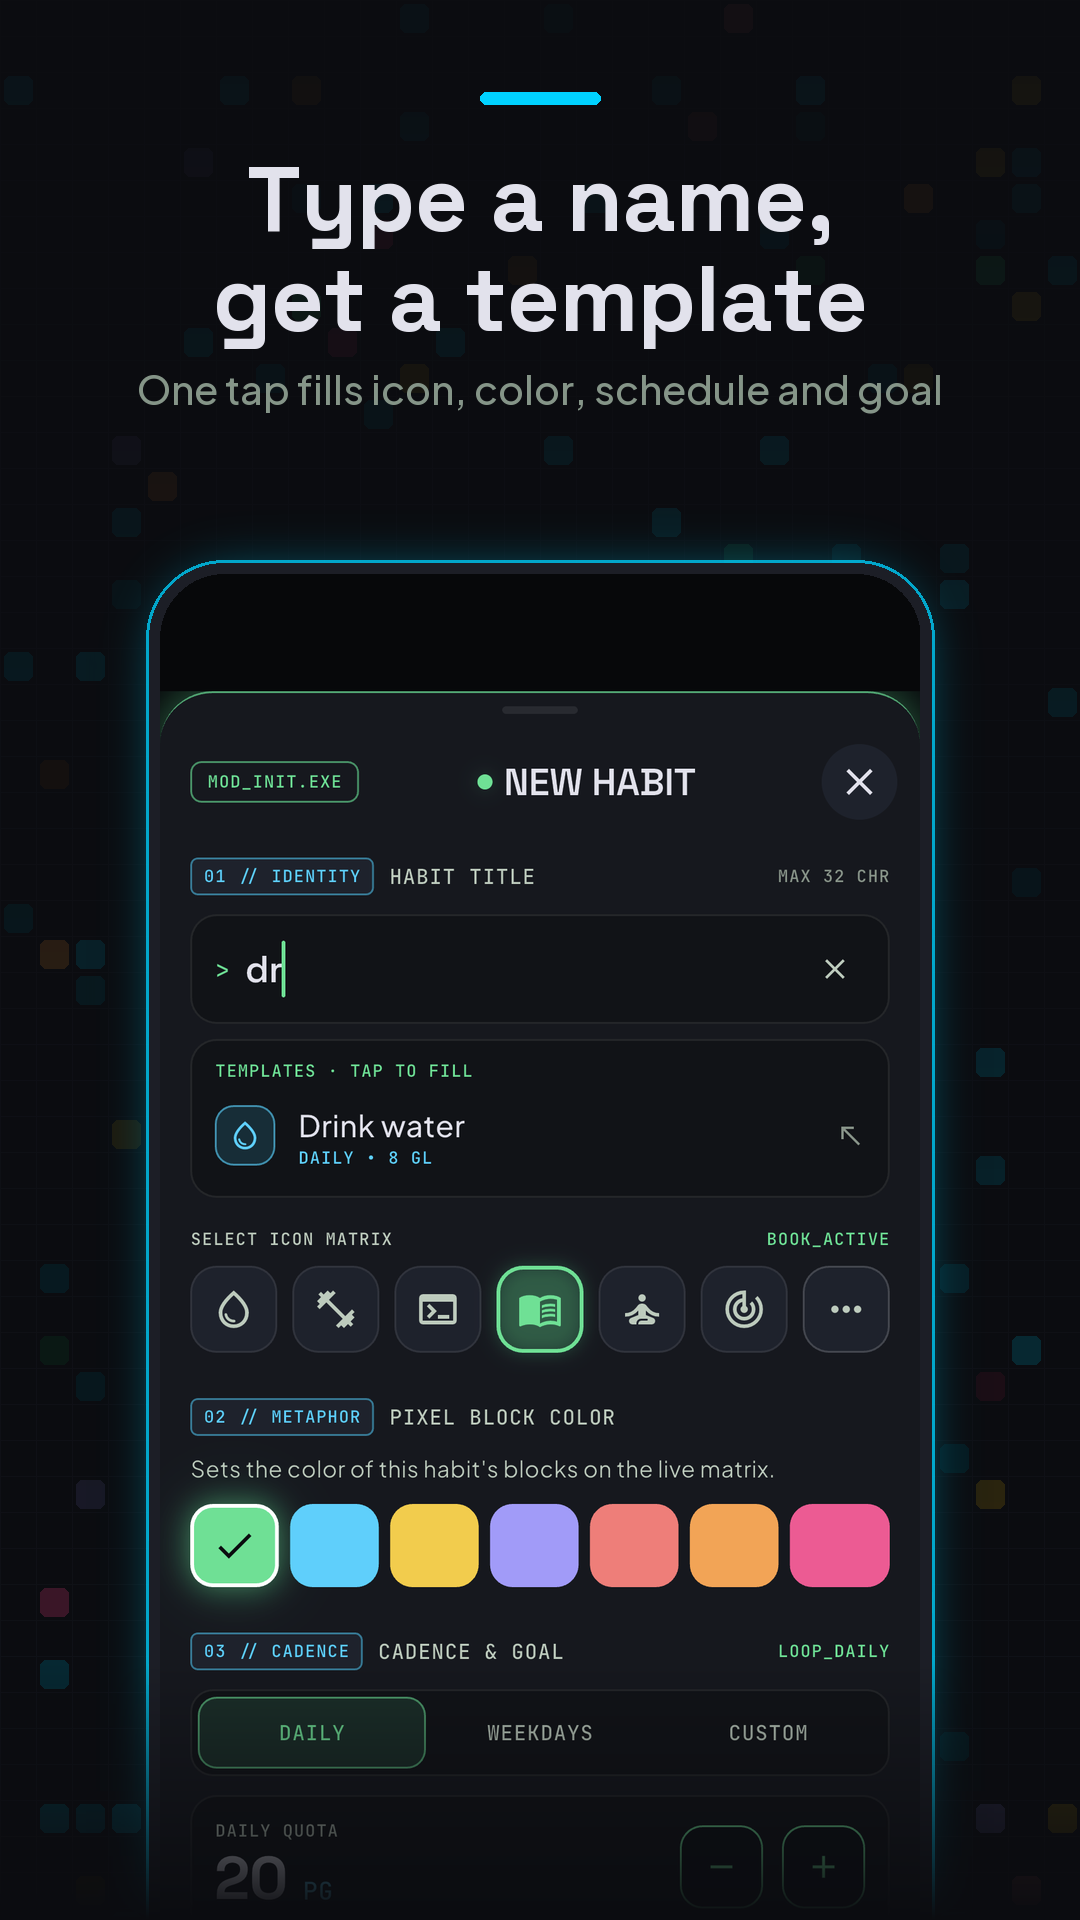 Type a name,
get a template
One tap fills icon, color, schedule and goal
MOD_INIT.EXE
NEW HABIT
01 // IDENTITY HABIT TITLE MAX 32 CHR
> dr
TEMPLATES · TAP TO FILL
Drink water
DAILY • 8 GL
SELECT ICON MATRIX BOOK_ACTIVE
02 // METAPHOR PIXEL BLOCK COLOR
Sets the color of this habit's blocks on the live matrix.
03 // CADENCE CADENCE & GOAL LOOP_DAILY
DAILY WEEKDAYS CUSTOM
DAILY QUOTA
20 PG